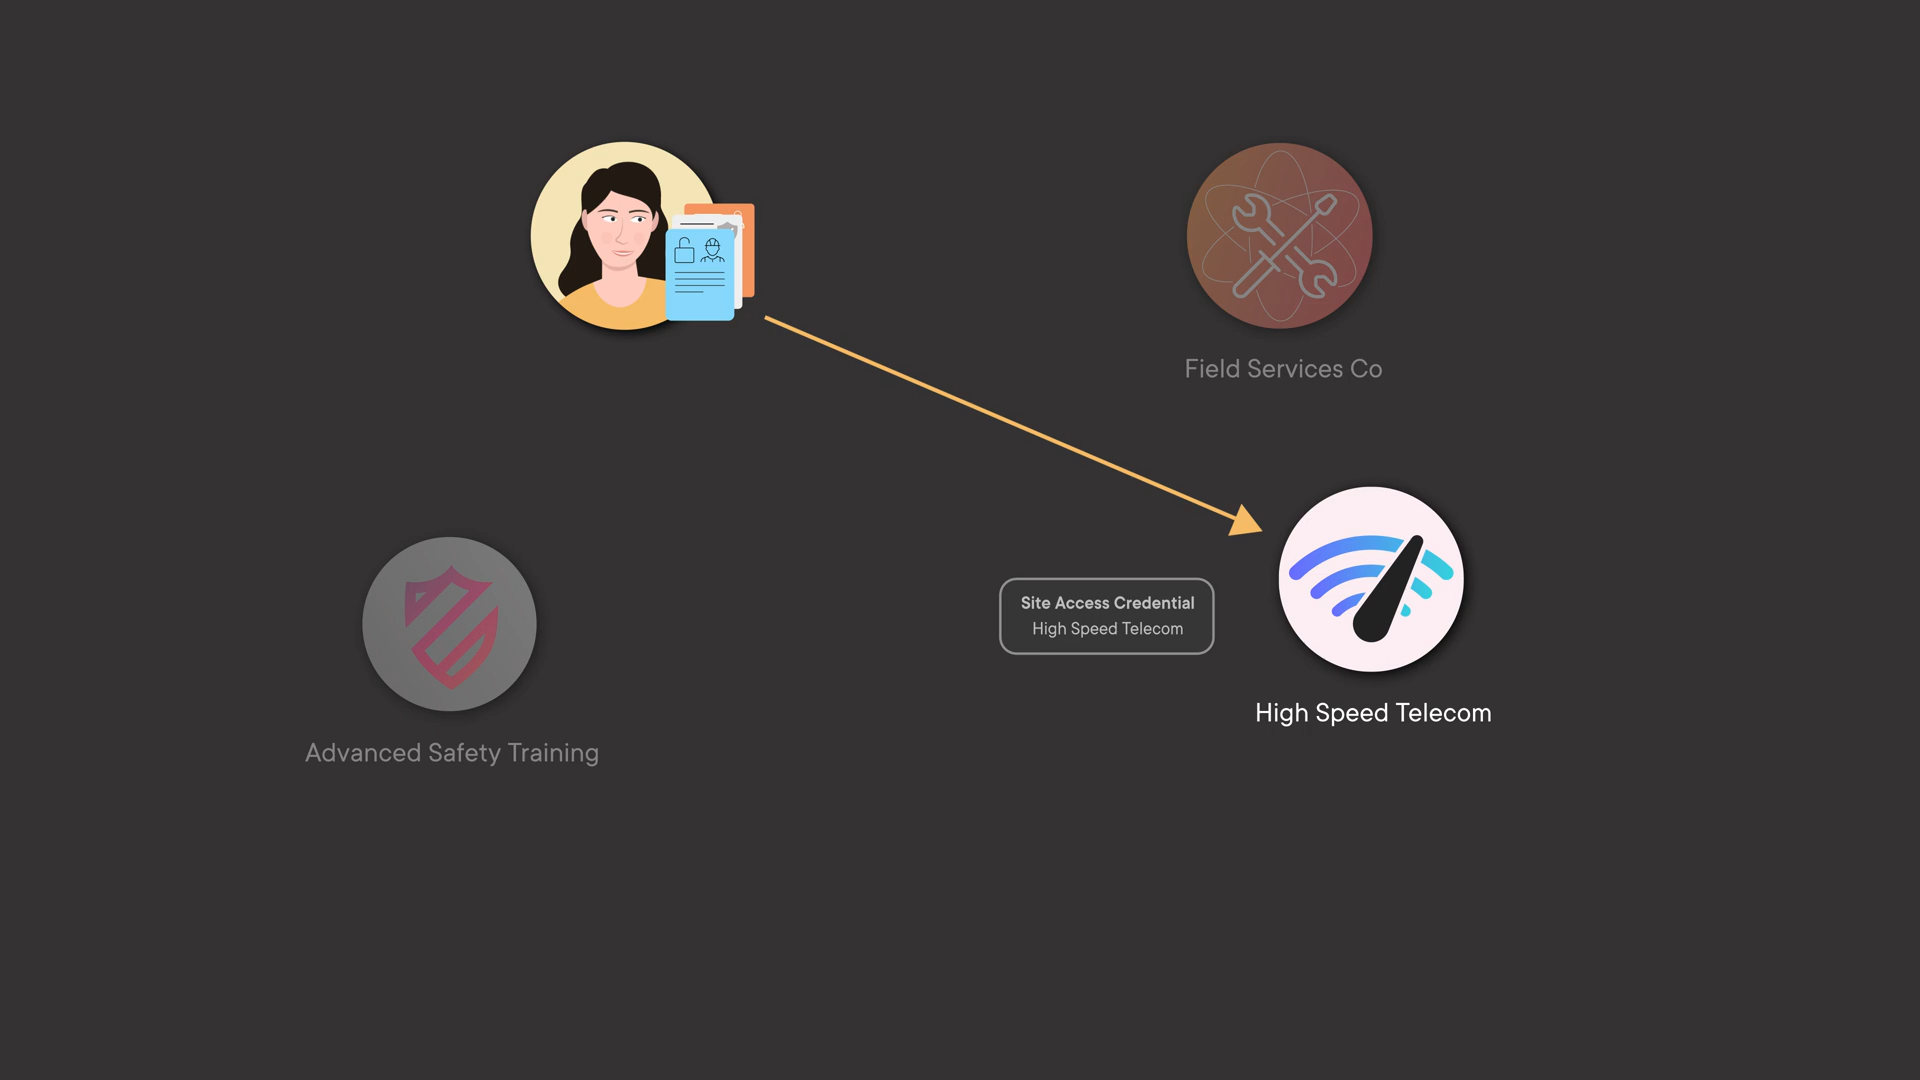 Field Services Co
Site Access Credential
High Speed Telecom
High Speed Telecom
Advanced Safety Training